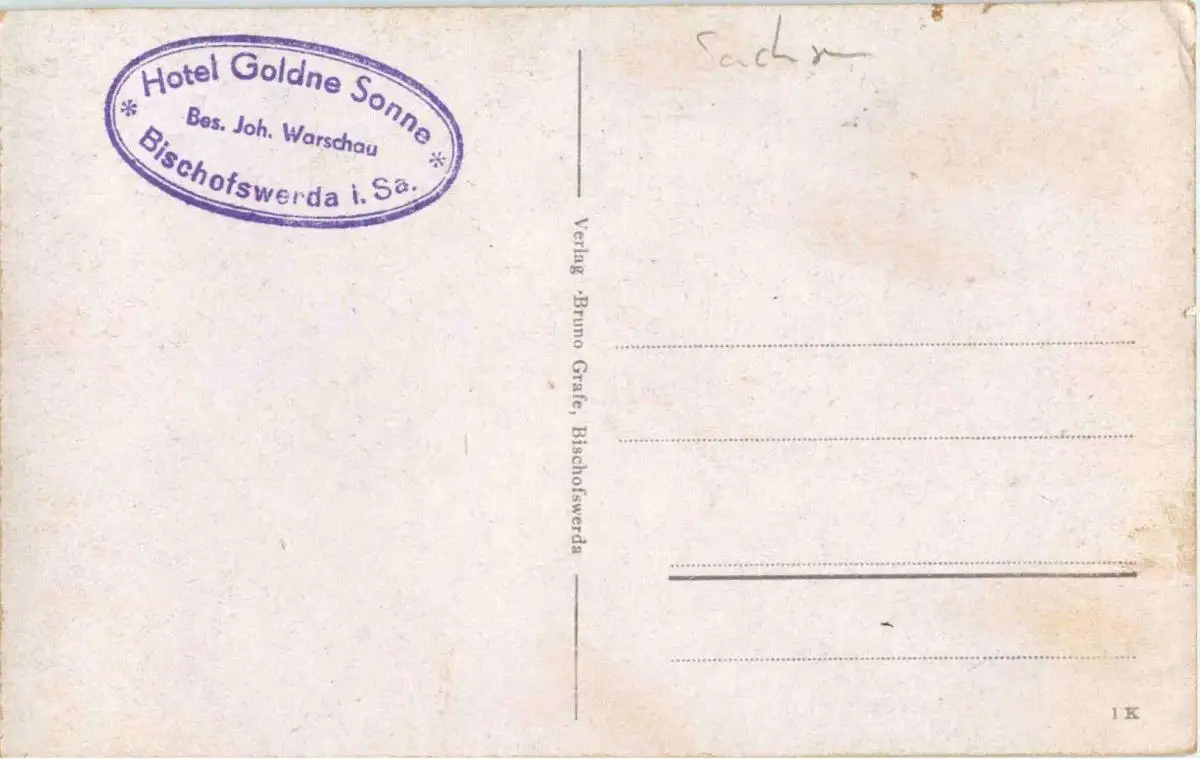 Hotel Goldne Sonne
Bes. Joh. Warschau
* Bischofswerda i. Sa. *
Sachsen
Verlag Bruno Grafe, Bischofswerda
1 K